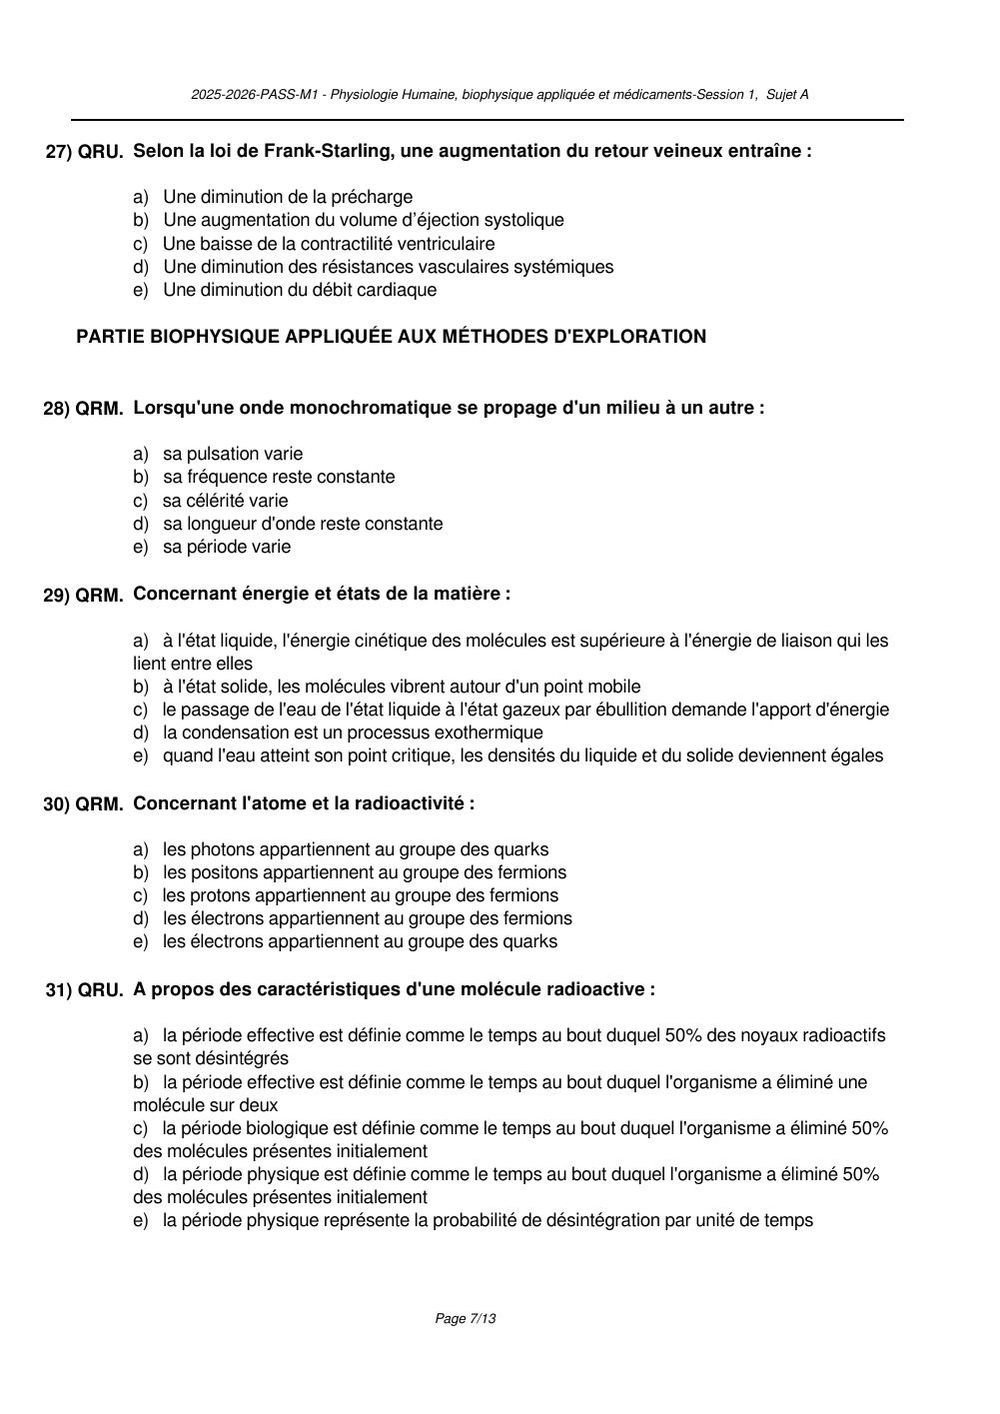 2025-2026-PASS-M1 - Physiologie Humaine, biophysique appliquée et médicaments-Session 1, Sujet A
27) QRU. Selon la loi de Frank-Starling, une augmentation du retour veineux entraîne :
a) Une diminution de la précharge
b) Une augmentation du volume d'éjection systolique
c) Une baisse de la contractilité ventriculaire
d) Une diminution des résistances vasculaires systémiques
e) Une diminution du débit cardiaque
PARTIE BIOPHYSIQUE APPLIQUÉE AUX MÉTHODES D'EXPLORATION
28) QRM. Lorsqu'une onde monochromatique se propage d'un milieu à un autre :
a) sa pulsation varie
b) sa fréquence reste constante
c) sa célérité varie
d) sa longueur d'onde reste constante
e) sa période varie
29) QRM. Concernant énergie et états de la matière :
a) à l'état liquide, l'énergie cinétique des molécules est supérieure à l'énergie de liaison qui les
lient entre elles
b) à l'état solide, les molécules vibrent autour d'un point mobile
c) le passage de l'eau de l'état liquide à l'état gazeux par ébullition demande l'apport d'énergie
d) la condensation est un processus exothermique
e) quand l'eau atteint son point critique, les densités du liquide et du solide deviennent égales
30) QRM. Concernant l'atome et la radioactivité :
a) les photons appartiennent au groupe des quarks
b) les positons appartiennent au groupe des fermions
c) les protons appartiennent au groupe des fermions
d) les électrons appartiennent au groupe des fermions
e) les électrons appartiennent au groupe des quarks
31) QRU. A propos des caractéristiques d'une molécule radioactive :
a) la période effective est définie comme le temps au bout duquel 50% des noyaux radioactifs
se sont désintégrés
b) la période effective est définie comme le temps au bout duquel l'organisme a éliminé une
molécule sur deux
c) la période biologique est définie comme le temps au bout duquel l'organisme a éliminé 50%
des molécules présentes initialement
d) la période physique est définie comme le temps au bout duquel l'organisme a éliminé 50%
des molécules présentes initialement
e) la période physique représente la probabilité de désintégration par unité de temps
Page 7/13